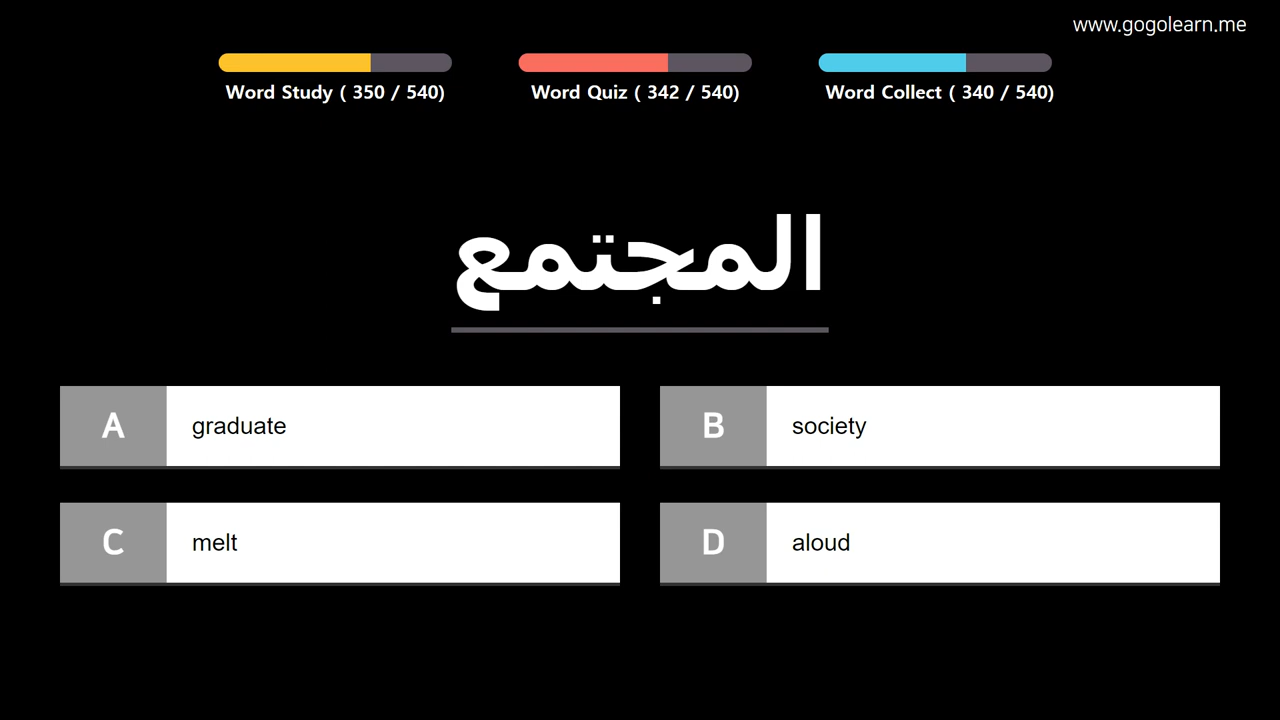 www.gogolearn.me
Word Study ( 350 / 540)
Word Quiz ( 342 / 540)
Word Collect ( 340 / 540)
المجتمع
A graduate
B society
C melt
D aloud